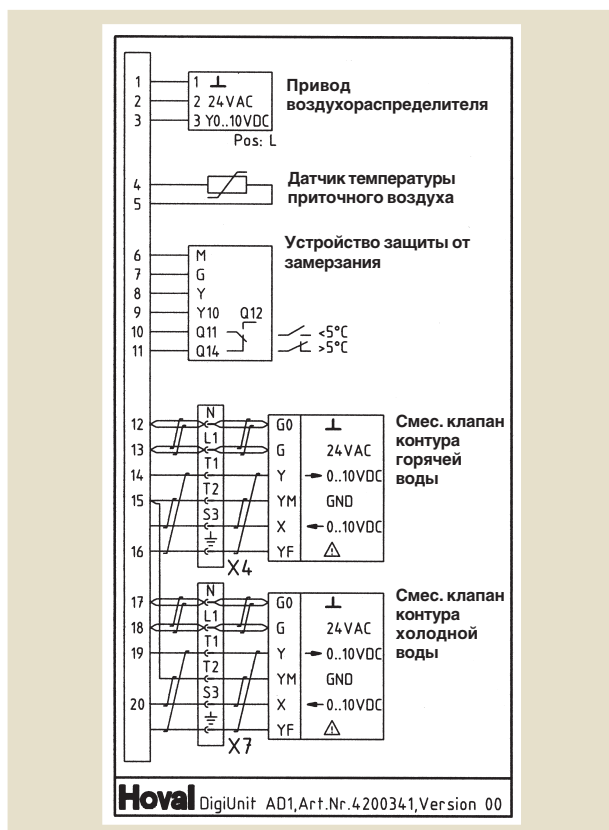 1 1 ⊥ Привод
2 2 24VAC воздухораспределителя
3 3 Y0..10VDC
Pos: L
4 Датчик температуры
5 приточного воздуха
Устройство защиты от
замерзания
6 M
7 G
8 Y
9 Y10 Q12
10 Q11 <5°C
11 Q14 >5°C
12 N G0 ⊥ Смес. клапан
13 L1 G 24VAC контура
14 T1 Y 0..10VDC горячей
15 T2 YM GND воды
S3 X 0..10VDC
16 YF
X4
17 N G0 ⊥ Смес. клапан
18 L1 G 24VAC контура
19 T1 Y 0..10VDC холодной
T2 YM GND воды
20 S3 X 0..10VDC
YF
X7
Hoval DigiUnit AD1,Art.Nr.4200341,Version 00